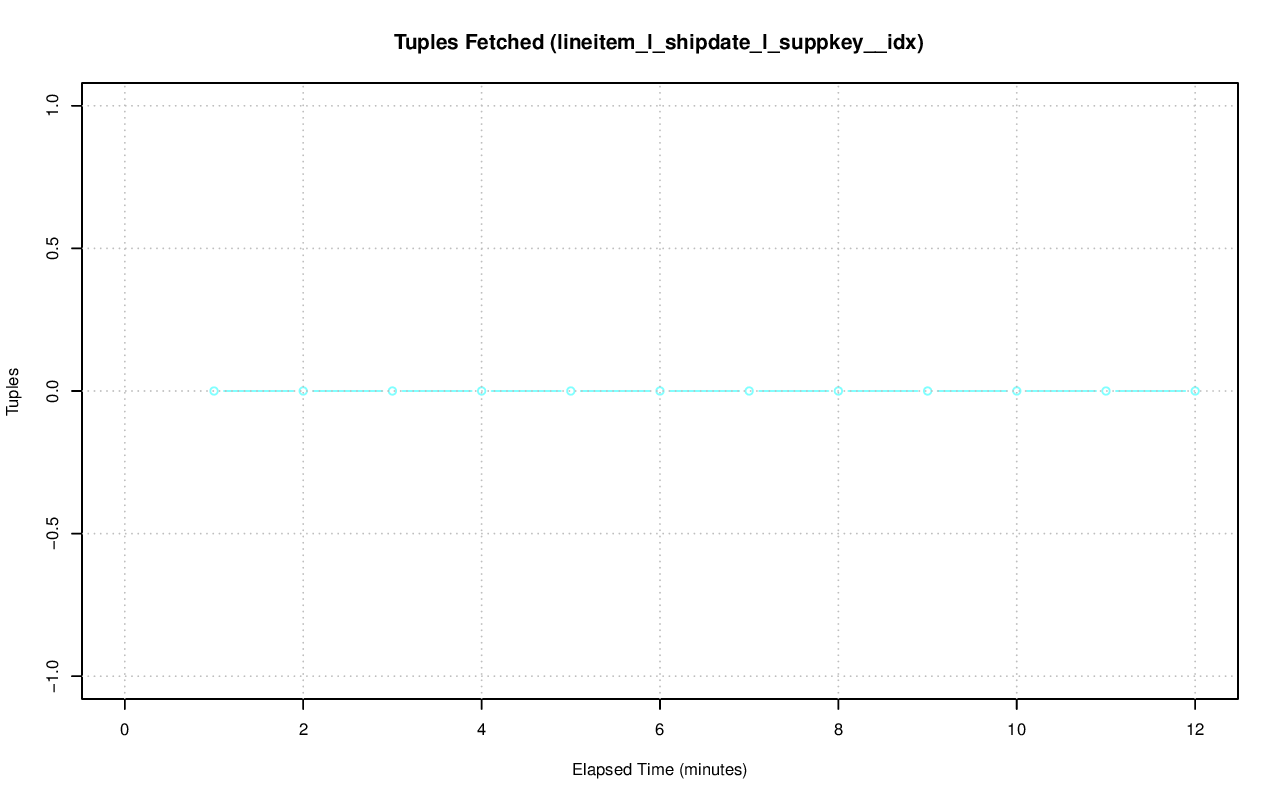 Tuples Fetched (lineitem_l_shipdate_l_suppkey__idx)
1.0
0.5
0.0
−0.5
−1.0
Tuples
0 2 4 6 8 10 12
Elapsed Time (minutes)